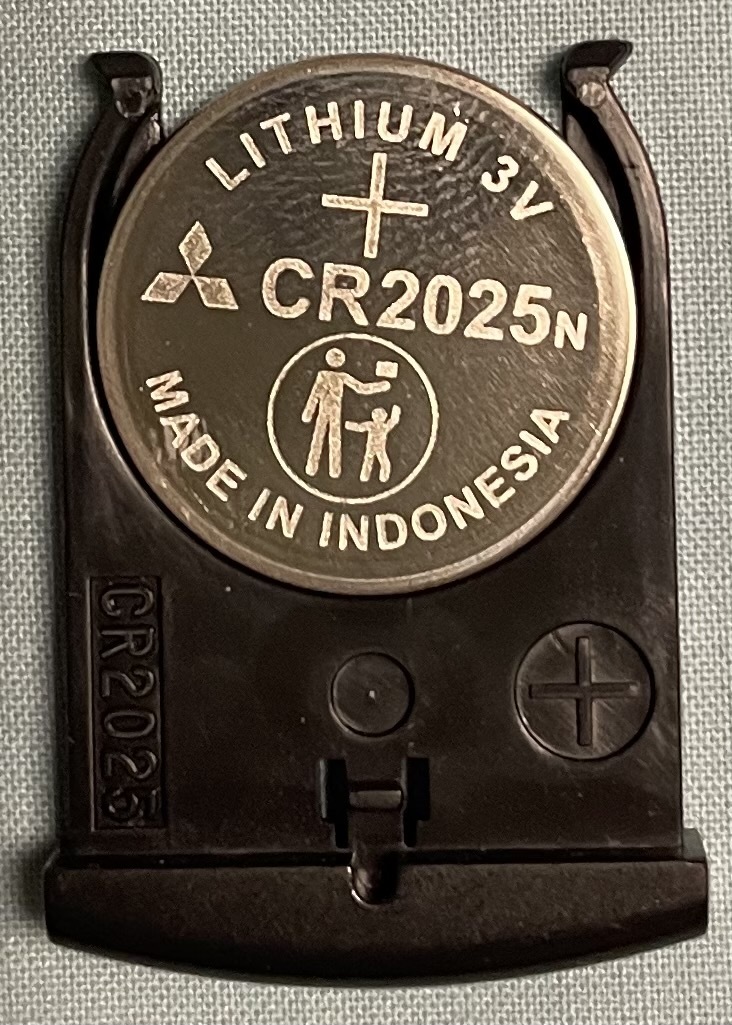 LITHIUM 3V
+
CR2025N
MADE IN INDONESIA
CR2025
+